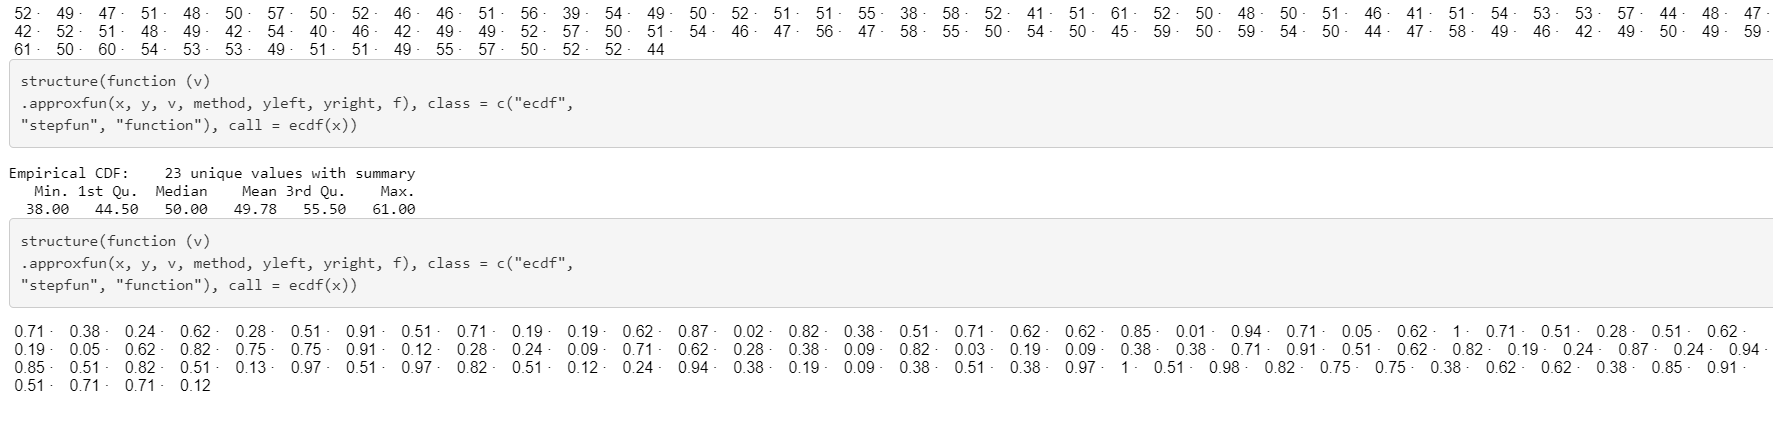 52 · 49 · 47 · 51 · 48 · 50 · 57 · 50 · 52 · 46 · 46 · 51 · 56 · 39 · 54 · 49 · 50 · 52 · 51 · 51 · 55 · 38 · 58 · 52 · 41 · 51 · 61 · 52 · 50 · 48 · 50 · 51 · 46 · 41 · 51 · 54 · 53 · 53 · 57 · 44 · 48 · 47 ·
42 · 52 · 51 · 48 · 49 · 42 · 54 · 40 · 46 · 42 · 49 · 49 · 52 · 57 · 50 · 51 · 54 · 46 · 47 · 56 · 47 · 58 · 55 · 50 · 54 · 50 · 45 · 59 · 50 · 59 · 54 · 50 · 44 · 47 · 58 · 49 · 46 · 42 · 49 · 50 · 49 · 59 ·
61 · 50 · 60 · 54 · 53 · 53 · 49 · 51 · 51 · 49 · 55 · 57 · 50 · 52 · 52 · 44
structure(function (v)
.approxfun(x, y, v, method, yleft, yright, f), class = c("ecdf",
"stepfun", "function"), call = ecdf(x))
Empirical CDF:    23 unique values with summary
Min. 1st Qu.  Median    Mean 3rd Qu.    Max.
38.00   44.50   50.00   49.78   55.50   61.00
structure(function (v)
.approxfun(x, y, v, method, yleft, yright, f), class = c("ecdf",
"stepfun", "function"), call = ecdf(x))
0.71 · 0.38 · 0.24 · 0.62 · 0.28 · 0.51 · 0.91 · 0.51 · 0.71 · 0.19 · 0.19 · 0.62 · 0.87 · 0.02 · 0.82 · 0.38 · 0.51 · 0.71 · 0.62 · 0.62 · 0.85 · 0.01 · 0.94 · 0.71 · 0.05 · 0.62 · 1 · 0.71 · 0.51 · 0.28 · 0.51 · 0.62 ·
0.19 · 0.05 · 0.62 · 0.82 · 0.75 · 0.75 · 0.91 · 0.12 · 0.28 · 0.24 · 0.09 · 0.71 · 0.62 · 0.28 · 0.38 · 0.09 · 0.82 · 0.03 · 0.19 · 0.09 · 0.38 · 0.38 · 0.71 · 0.91 · 0.51 · 0.62 · 0.82 · 0.19 · 0.24 · 0.87 · 0.24 · 0.94 ·
0.85 · 0.51 · 0.82 · 0.51 · 0.13 · 0.97 · 0.51 · 0.97 · 0.82 · 0.51 · 0.12 · 0.24 · 0.94 · 0.38 · 0.19 · 0.09 · 0.38 · 0.51 · 0.38 · 0.97 · 1 · 0.51 · 0.98 · 0.82 · 0.75 · 0.75 · 0.38 · 0.62 · 0.62 · 0.38 · 0.85 · 0.91 ·
0.51 · 0.71 · 0.71 · 0.12